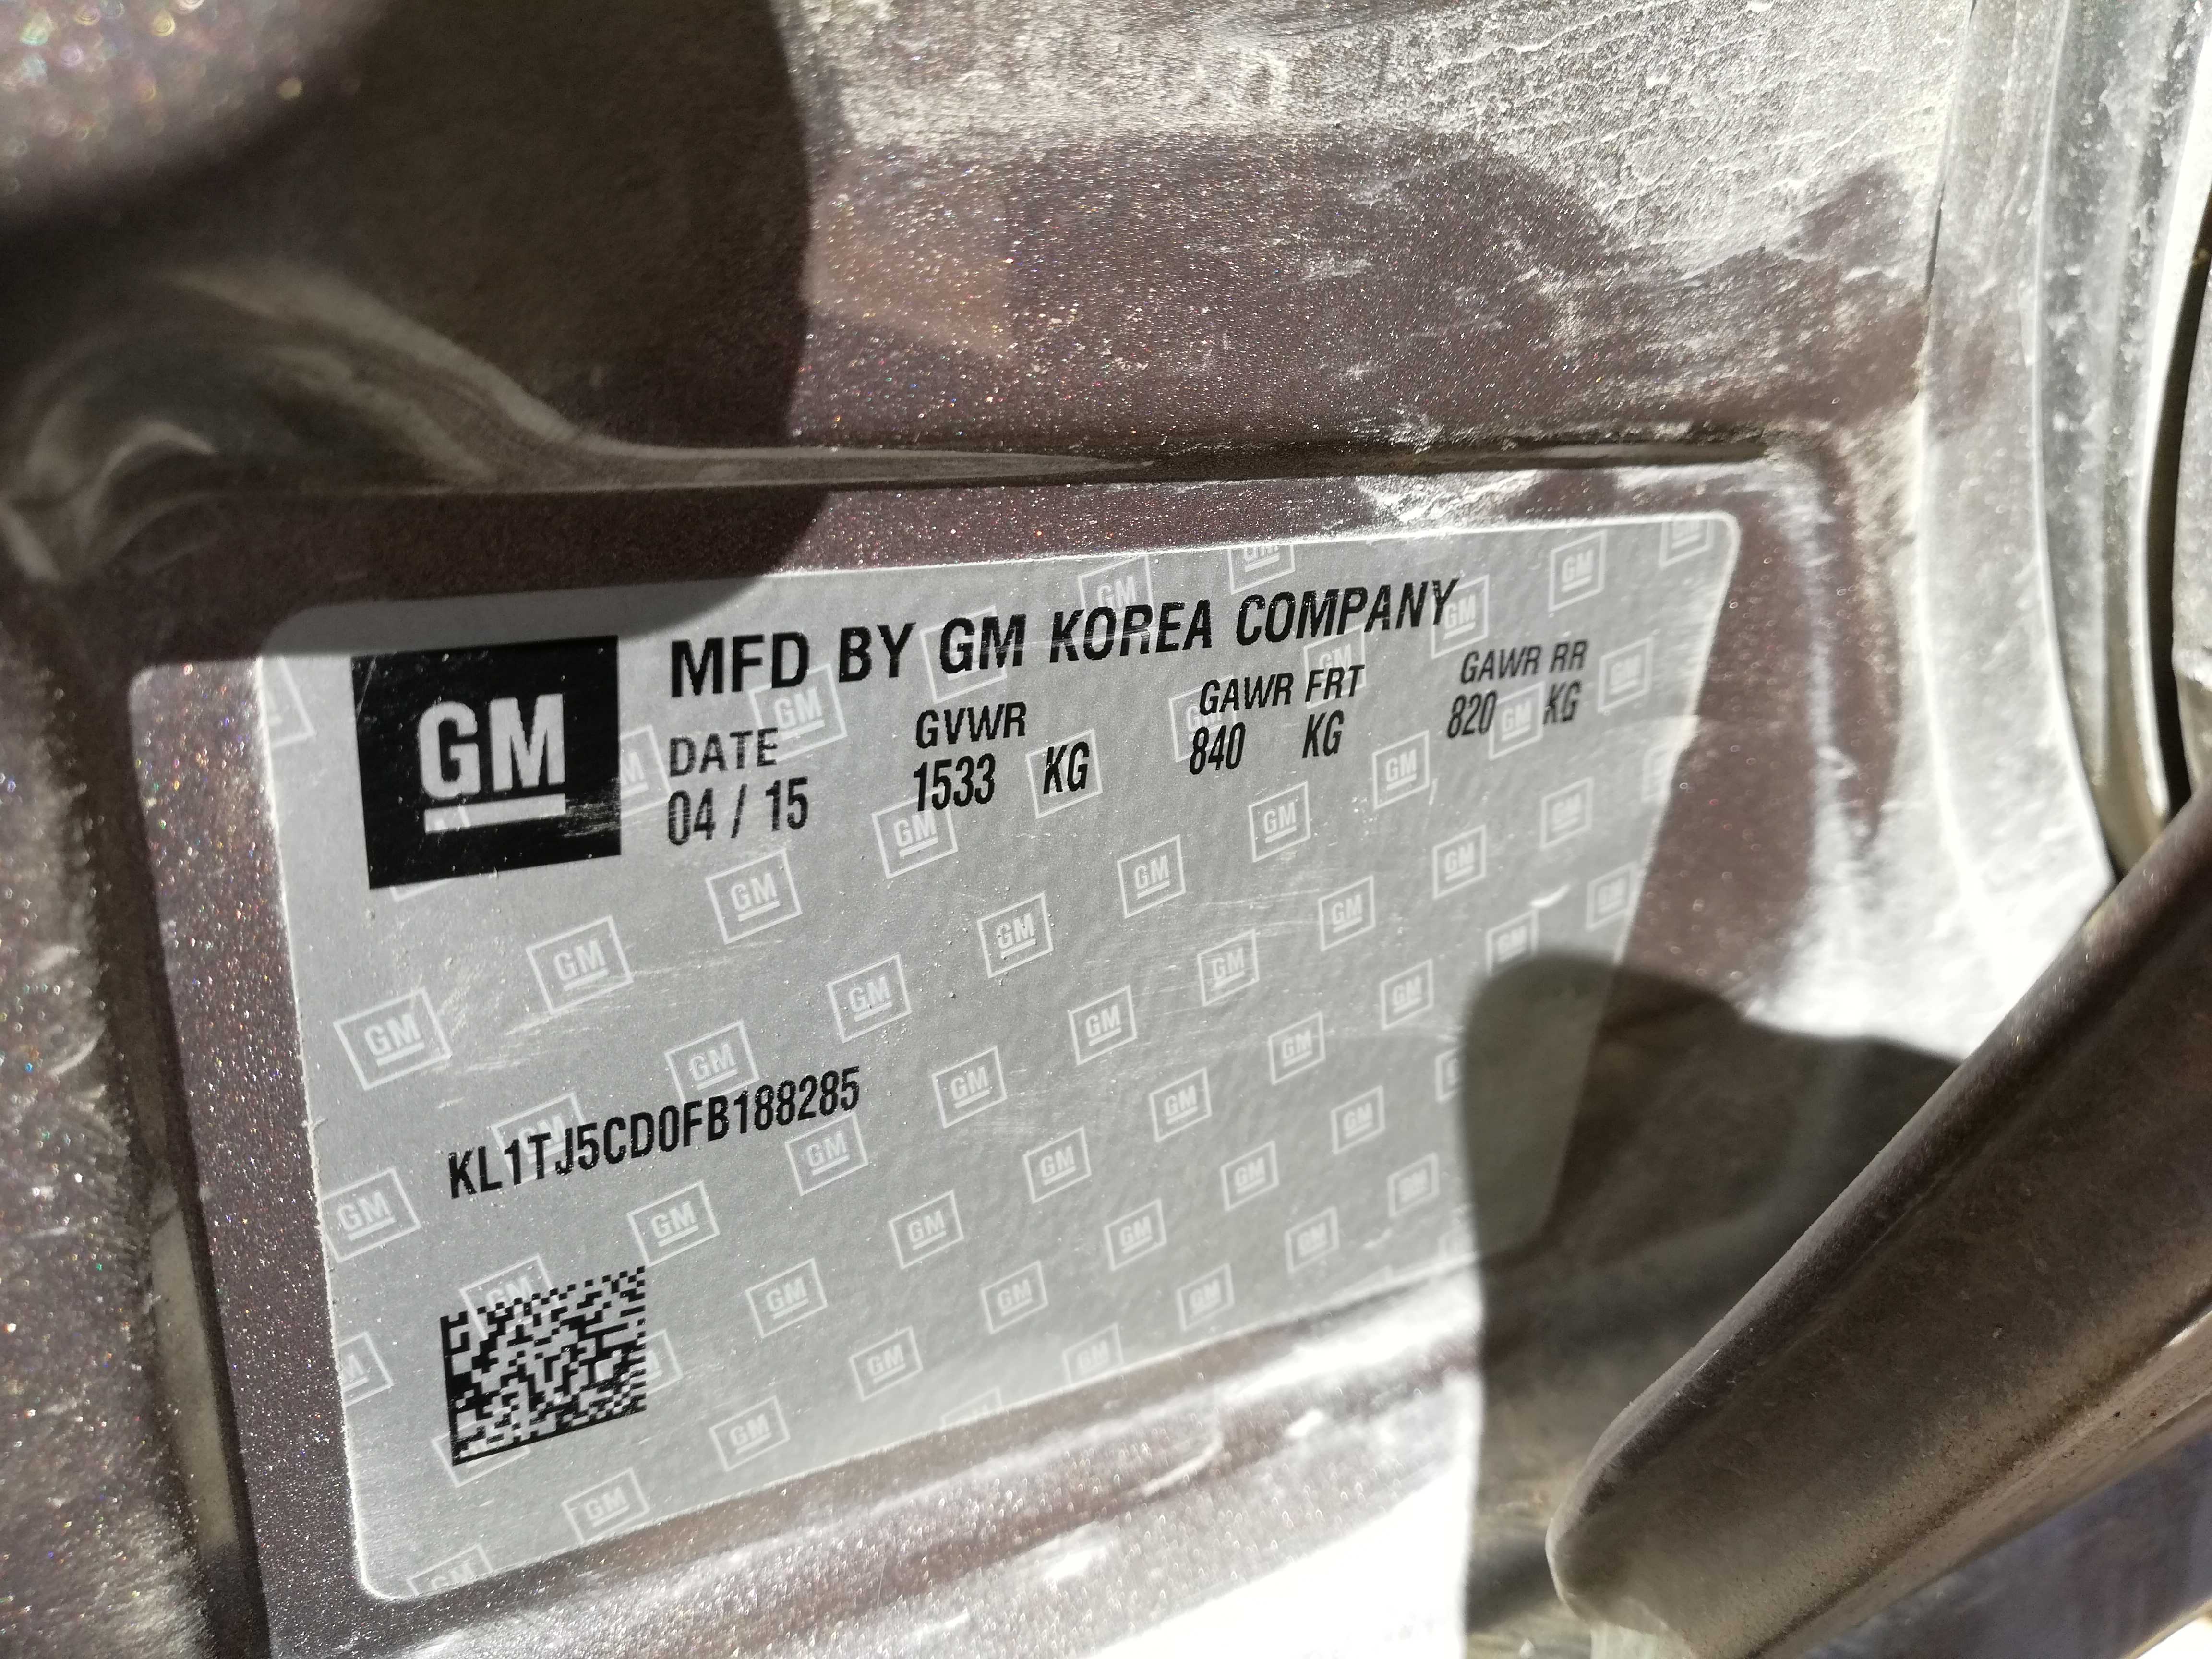 GM
MFD BY GM KOREA COMPANY
DATE GVWR GAWR FRT GAWR RR
04 / 15 1533 KG 840 KG 820 KG
KL1TJ5CD0FB188285